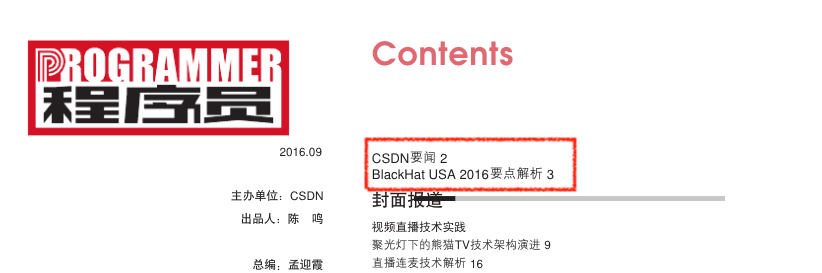 PROGRAMMER
程序员
2016.09
主办单位：CSDN
出品人：陈　鸣
总编：孟迎霞
Contents
CSDN要闻 2
BlackHat USA 2016要点解析 3
封面报道
视频直播技术实践
聚光灯下的熊猫TV技术架构演进 9
直播连麦技术解析 16